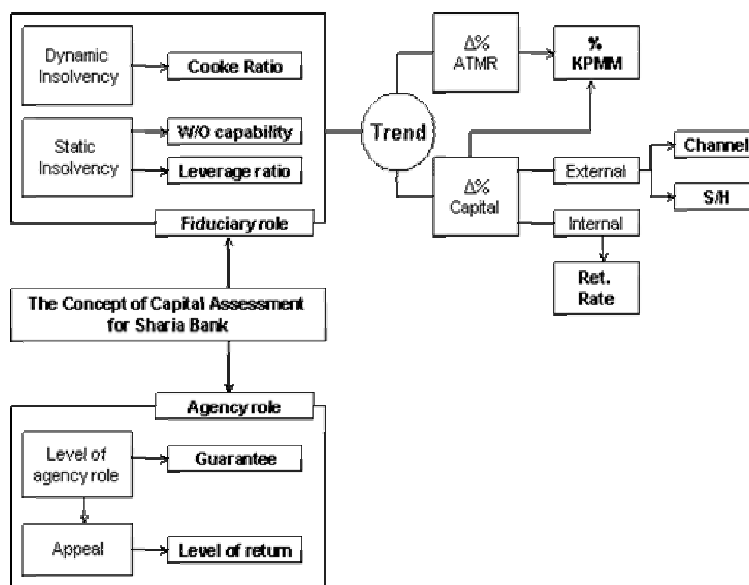 Dynamic
Insolvency
Cooke Ratio
Static
Insolvency
W/O capability
Leverage ratio
Fiduciary role
Trend
Δ%
ATMR
%
KPMM
Δ%
Capital
External
Channel
S/H
Internal
Ret.
Rate
The Concept of Capital Assessment
for Sharia Bank
Agency role
Level of
agency role
Guarantee
Appeal
Level of return